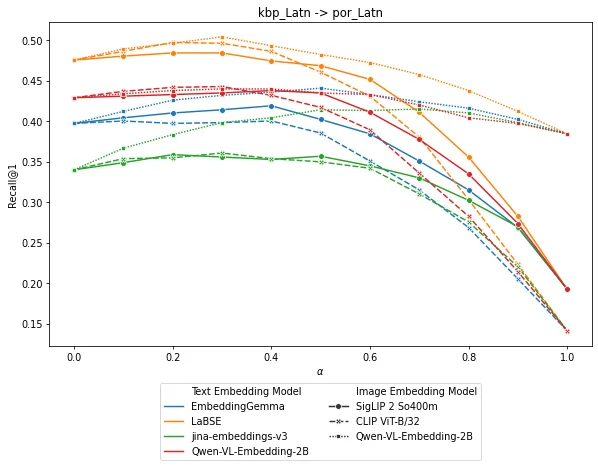 kbp_Latn -> por_Latn
Recall@1
0.50
0.45
0.40
0.35
0.30
0.25
0.20
0.15
0.0
0.2
0.4
0.6
0.8
1.0
α
Text Embedding Model
EmbeddingGemma
LaBSE
jina-embeddings-v3
Qwen-VL-Embedding-2B
Image Embedding Model
SigLIP 2 So400m
CLIP ViT-B/32
Qwen-VL-Embedding-2B